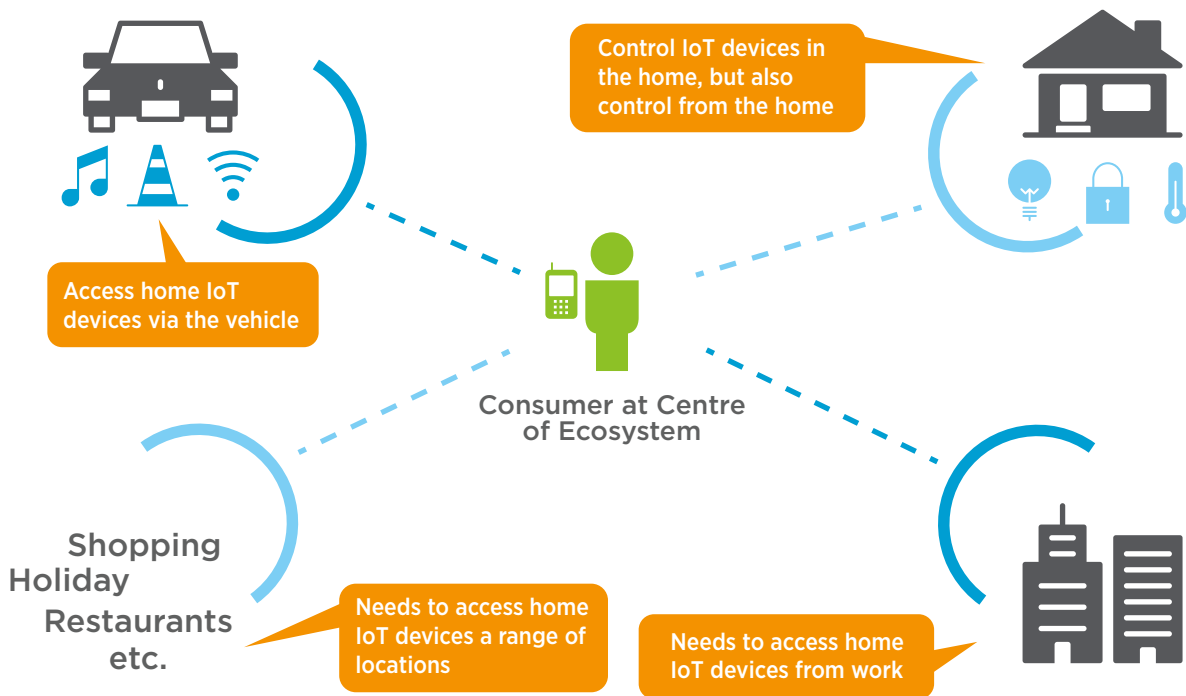 Control IoT devices in
the home, but also
control from the home
Access home IoT
devices via the vehicle
Consumer at Centre
of Ecosystem
Shopping
Holiday
Restaurants
etc.
Needs to access home
IoT devices a range of
locations
Needs to access home
IoT devices from work